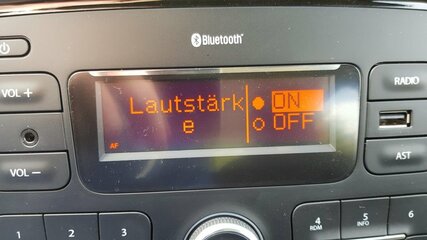 Bluetooth
VOL +
Lautstärk
e
ON
OFF
AF
RADIO
AST
VOL −
1
2
3
4
RDM
5
INFO
6